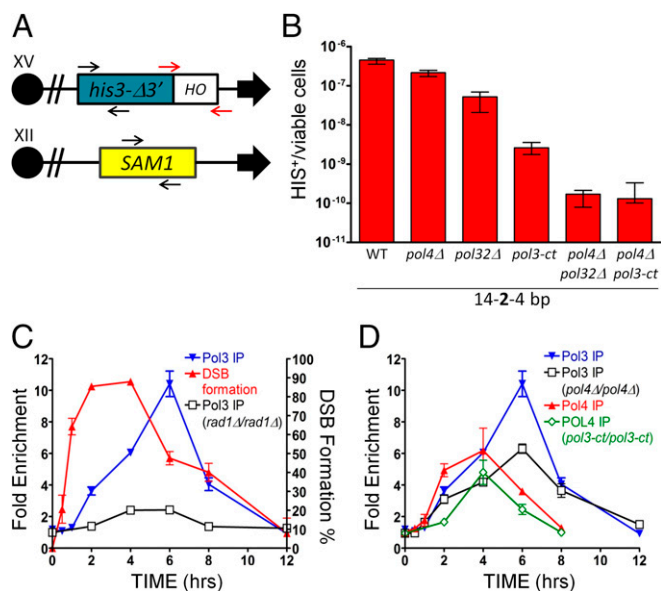 A
XV
his3-Δ3'
HO
XII
SAM1
B
HIS+/viable cells
10-6
10-7
10-8
10-9
10-10
10-11
WT
pol4Δ
pol32Δ
pol3-ct
pol4Δ
pol32Δ
pol4Δ
pol3-ct
14-2-4 bp
C
Fold Enrichment
12
10
8
6
4
2
0
0
2
4
6
8
12
TIME (hrs)
Pol3 IP
DSB
formation
Pol3 IP
(rad1Δ/rad1Δ)
100
90
80
70
60
50
40
30
20
10
0
DSB Formation %
D
Fold Enrichment
12
10
8
6
4
2
0
0
2
4
6
8
12
TIME (hrs)
Pol3 IP
Pol3 IP
(pol4Δ/pol4Δ)
Pol4 IP
POL4 IP
(pol3-ct/pol3-ct)